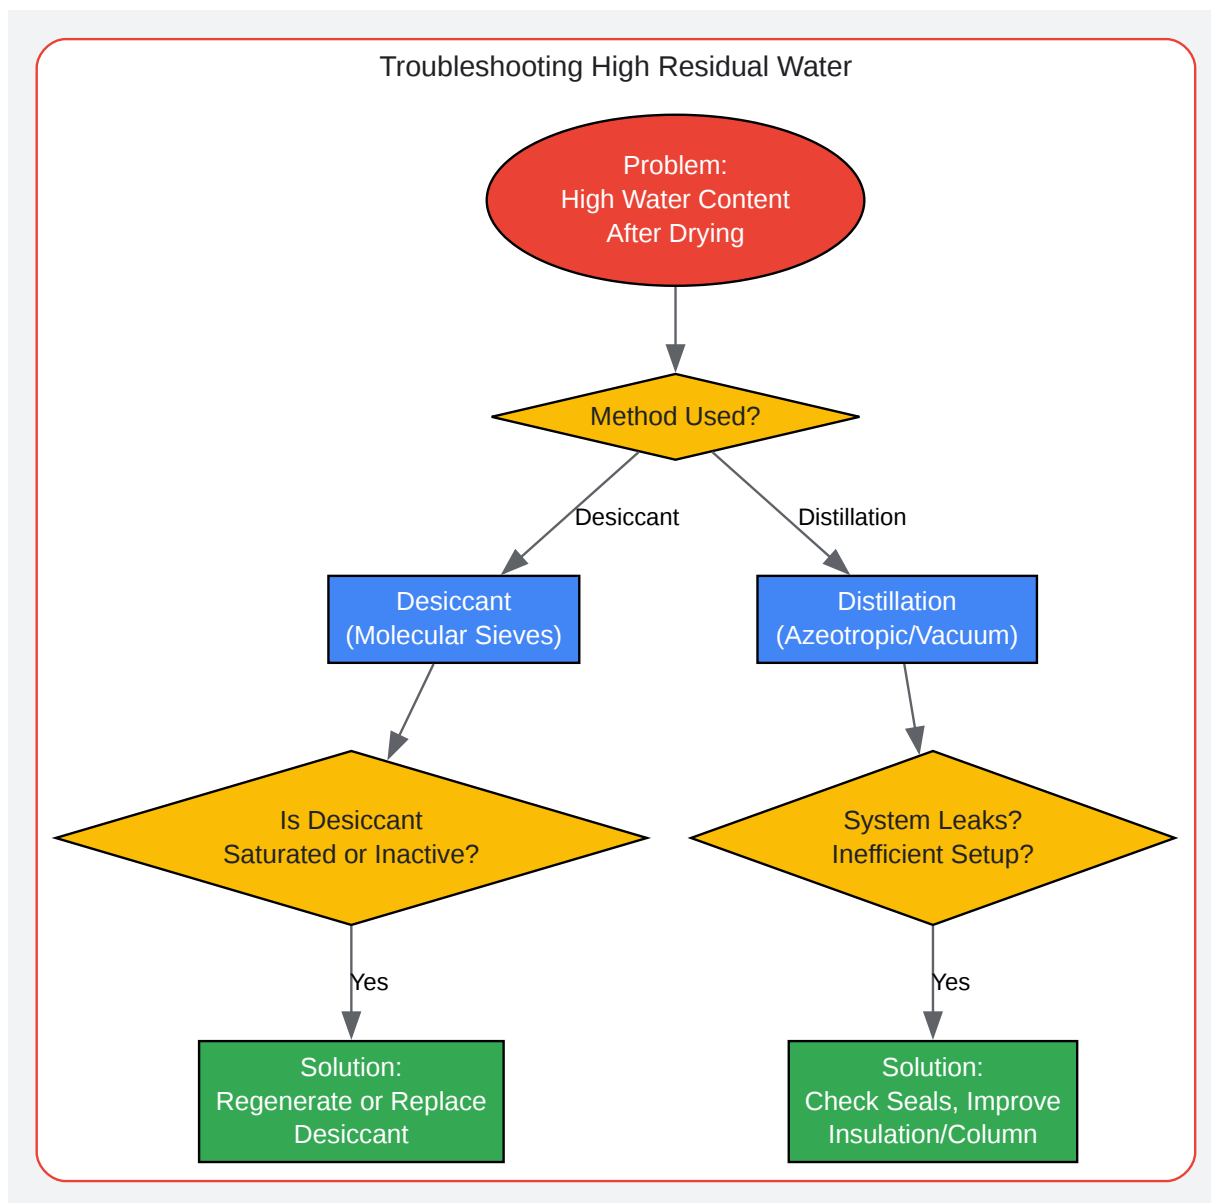 Troubleshooting High Residual Water
Problem:
High Water Content
After Drying
Method Used?
Desiccant
Distillation
Desiccant
(Molecular Sieves)
Distillation
(Azeotropic/Vacuum)
Is Desiccant
Saturated or Inactive?
System Leaks?
Inefficient Setup?
Yes
Yes
Solution:
Regenerate or Replace
Desiccant
Solution:
Check Seals, Improve
Insulation/Column